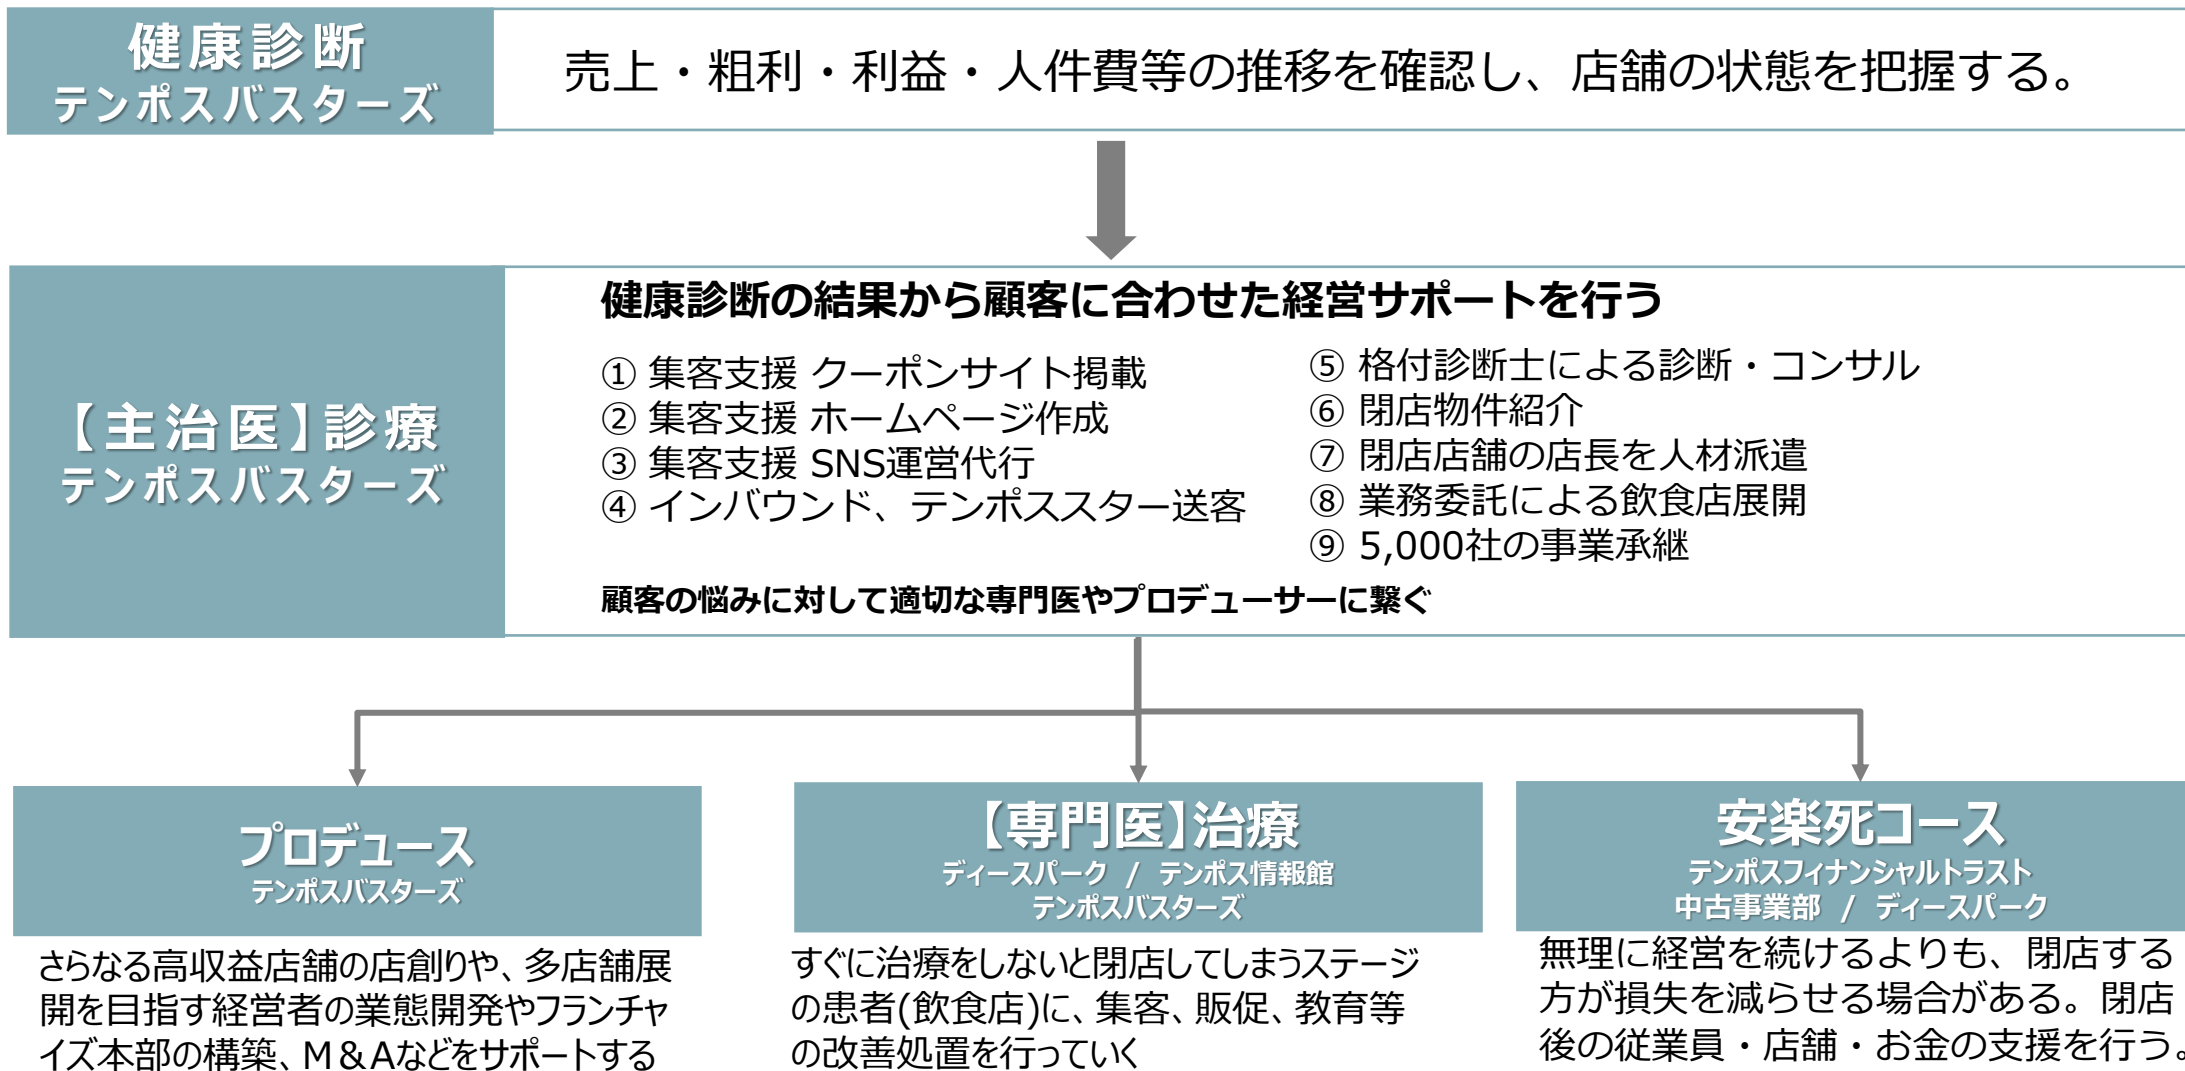 健康診断
テンポスバスターズ
売上・粗利・利益・人件費等の推移を確認し、店舗の状態を把握する。
【主治医】診療
テンポスバスターズ
健康診断の結果から顧客に合わせた経営サポートを行う
① 集客支援 クーポンサイト掲載
② 集客支援 ホームページ作成
③ 集客支援 SNS運営代行
④ インバウンド、テンポススター送客
⑤ 格付診断士による診断・コンサル
⑥ 閉店物件紹介
⑦ 閉店店舗の店長を人材派遣
⑧ 業務委託による飲食店展開
⑨ 5,000社の事業承継
顧客の悩みに対して適切な専門医やプロデューサーに繋ぐ
プロデュース
テンポスバスターズ
さらなる高収益店舗の店創りや、多店舗展
開を目指す経営者の業態開発やフランチャ
イズ本部の構築、M&Aなどをサポートする
【専門医】治療
ディースパーク / テンポス情報館
テンポスバスターズ
すぐに治療をしないと閉店してしまうステージ
の患者(飲食店)に、集客、販促、教育等
の改善処置を行っていく
安楽死コース
テンポスフィナンシャルトラスト
中古事業部 / ディースパーク
無理に経営を続けるよりも、閉店する
方が損失を減らせる場合がある。閉店
後の従業員・店舗・お金の支援を行う。